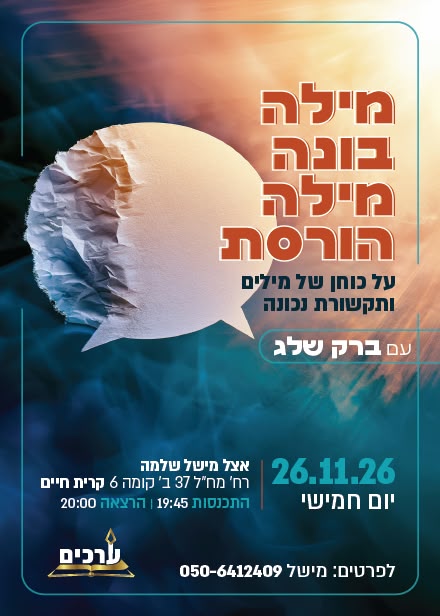 מילה
בונה
מילה
הורסת
על כוחן של מילים
ותקשורת נכונה
עם ברק שלג
26.11.26
יום חמישי
אצל מישל שלמה
רח' מח"ל 37 ב' קומה 6 קרית חיים
התכנסות 19:45 | הרצאה 20:00
לפרטים: מישל 050-6412409
ערכים